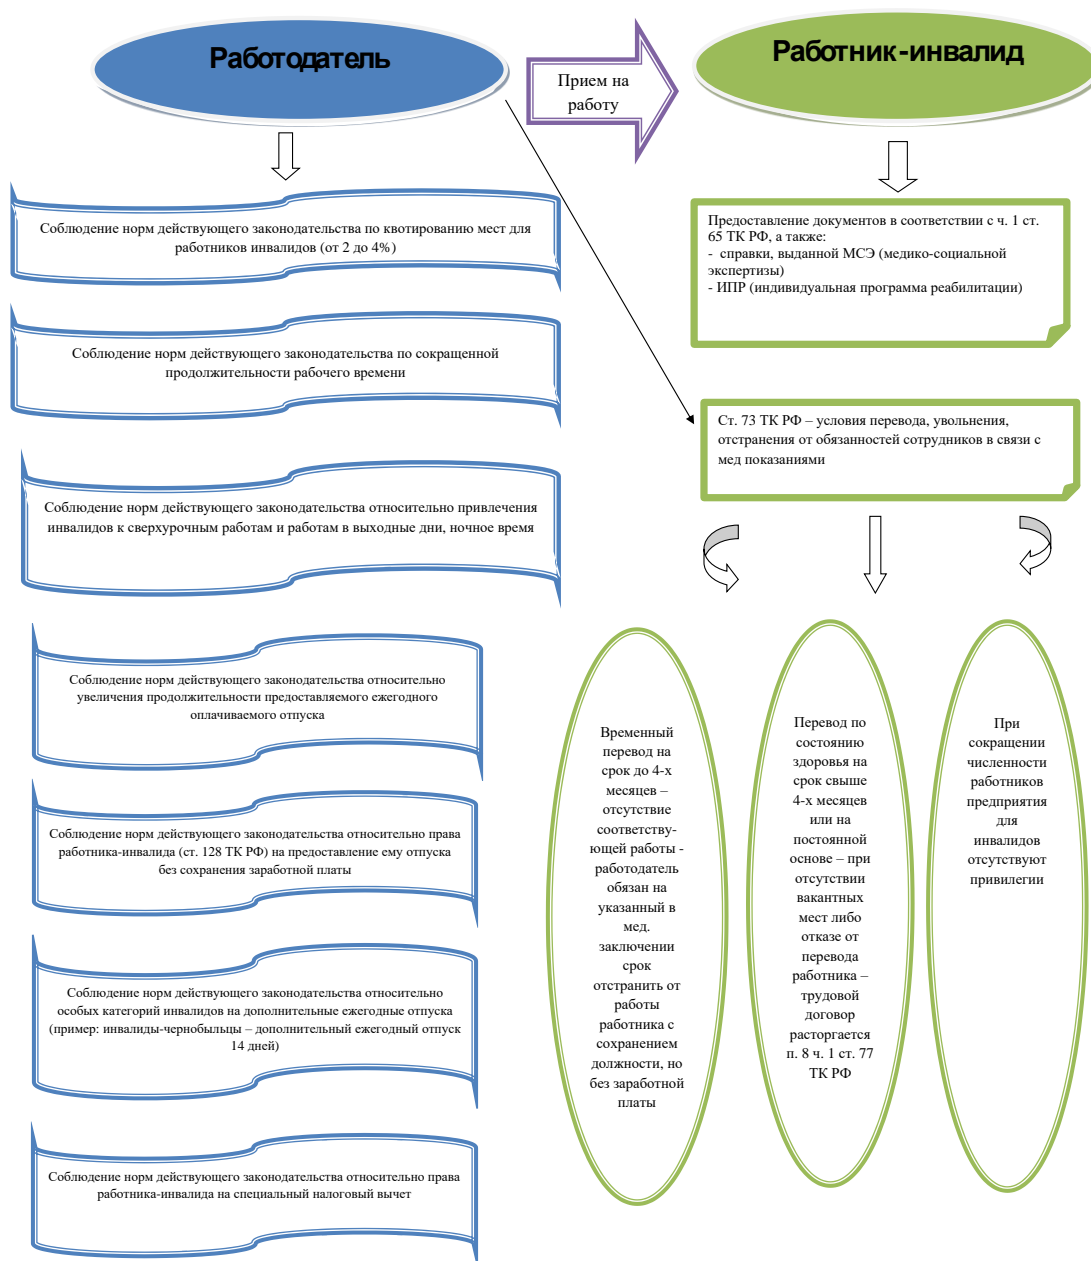 Работодатель
Прием на
работу
Работник-инвалид
Соблюдение норм действующего законодательства по квотированию мест для
работников инвалидов (от 2 до 4%)
Соблюдение норм действующего законодательства по сокращенной
продолжительности рабочего времени
Соблюдение норм действующего законодательства относительно привлечения
инвалидов к сверхурочным работам и работам в выходные дни, ночное время
Соблюдение норм действующего законодательства относительно
увеличения продолжительности предоставляемого ежегодного
оплачиваемого отпуска
Соблюдение норм действующего законодательства относительно права
работника-инвалида (ст. 128 ТК РФ) на предоставление ему отпуска
без сохранения заработной платы
Соблюдение норм действующего законодательства относительно
особых категорий инвалидов на дополнительные ежегодные отпуска
(пример: инвалиды-чернобыльцы – дополнительный ежегодный отпуск
14 дней)
Соблюдение норм действующего законодательства относительно права
работника-инвалида на специальный налоговый вычет
Предоставление документов в соответствии с ч. 1 ст.
65 ТК РФ, а также:
- справки, выданной МСЭ (медико-социальной
экспертизы)
- ИПР (индивидуальная программа реабилитации)
Ст. 73 ТК РФ – условия перевода, увольнения,
отстранения от обязанностей сотрудников в связи с
мед показаниями
Временный
перевод на
срок до 4-х
месяцев –
отсутствие
соответству-
ющей работы -
работодатель
обязан на
указанный в
мед.
заключении
срок
отстранить от
работы
работника с
сохранением
должности, но
без заработной
платы
Перевод по
состоянию
здоровья на
срок свыше
4-х месяцев
или на
постоянной
основе – при
отсутствии
вакантных
мест либо
отказе от
перевода
работника –
трудовой
договор
расторгается
п. 8 ч. 1 ст. 77
ТК РФ
При
сокращении
численности
работников
предприятия
для
инвалидов
отсутствуют
привилегии